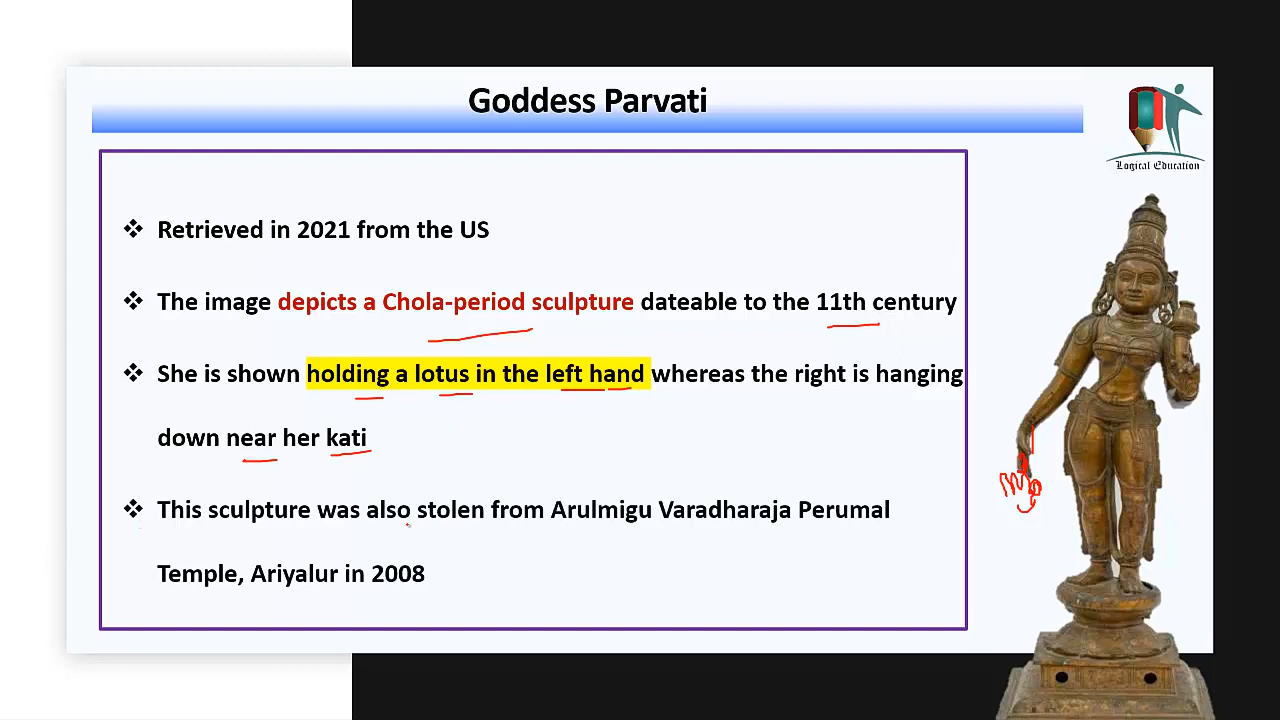 Goddess Parvati
Logical Education
❖ Retrieved in 2021 from the US
❖ The image depicts a Chola-period sculpture dateable to the 11th century
❖ She is shown holding a lotus in the left hand whereas the right is hanging
down near her kati
❖ This sculpture was also stolen from Arulmigu Varadharaja Perumal
Temple, Ariyalur in 2008